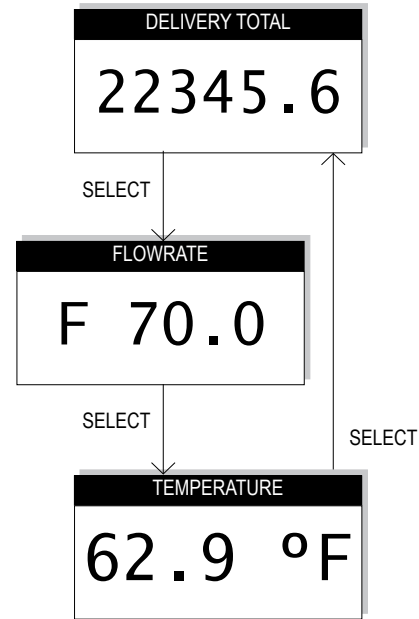 DELIVERY TOTAL
22345.6
SELECT
FLOWRATE
F 70.0
SELECT
SELECT
TEMPERATURE
62.9 ºF